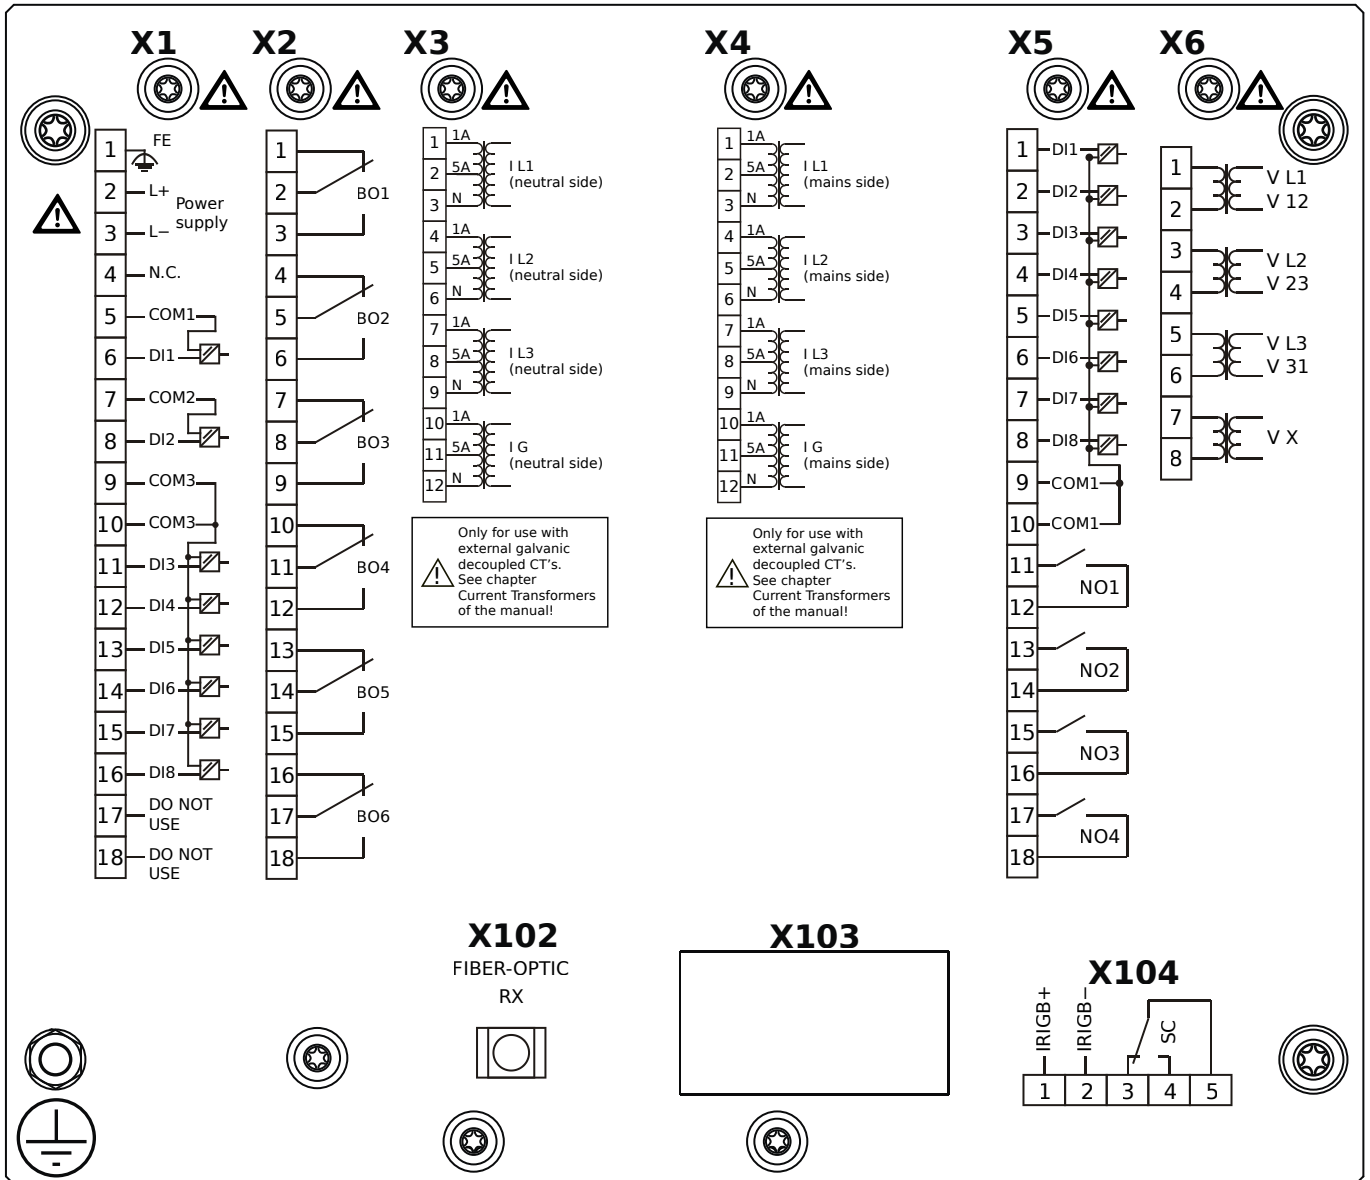 X1 X2 X3 X4 X5 X6
1 FE
2 L+
Power
supply
3 L−
4 N.C.
5 COM1
6 DI1
7 COM2
8 DI2
9 COM3
10 COM3
11 DI3
12 DI4
13 DI5
14 DI6
15 DI7
16 DI8
17 DO NOT
USE
18 DO NOT
USE
1
2 BO1
3
4
5 BO2
6
7
8 BO3
9
10
11 BO4
12
13
14 BO5
15
16
17 BO6
18
1 1A
2 5A I L1
(neutral side)
3 N
4 1A
5 5A I L2
(neutral side)
6 N
7 1A
8 5A I L3
(neutral side)
9 N
10 1A
11 5A I G
(neutral side)
12 N
Only for use with
external galvanic
decoupled CT's.
See chapter
Current Transformers
of the manual!
1 1A
2 5A I L1
(mains side)
3 N
4 1A
5 5A I L2
(mains side)
6 N
7 1A
8 5A I L3
(mains side)
9 N
10 1A
11 5A I G
(mains side)
12 N
Only for use with
external galvanic
decoupled CT's.
See chapter
Current Transformers
of the manual!
1 DI1
2 DI2
3 DI3
4 DI4
5 DI5
6 DI6
7 DI7
8 DI8
9 COM1
10 COM1
11
NO1
12
13
NO2
14
15
NO3
16
17
NO4
18
1 V L1
2 V 12
3 V L2
4 V 23
5 V L3
6 V 31
7
V X
8
X102
FIBER-OPTIC
RX
X103
X104
IRIGB+
IRIGB−
SC
1 2 3 4 5